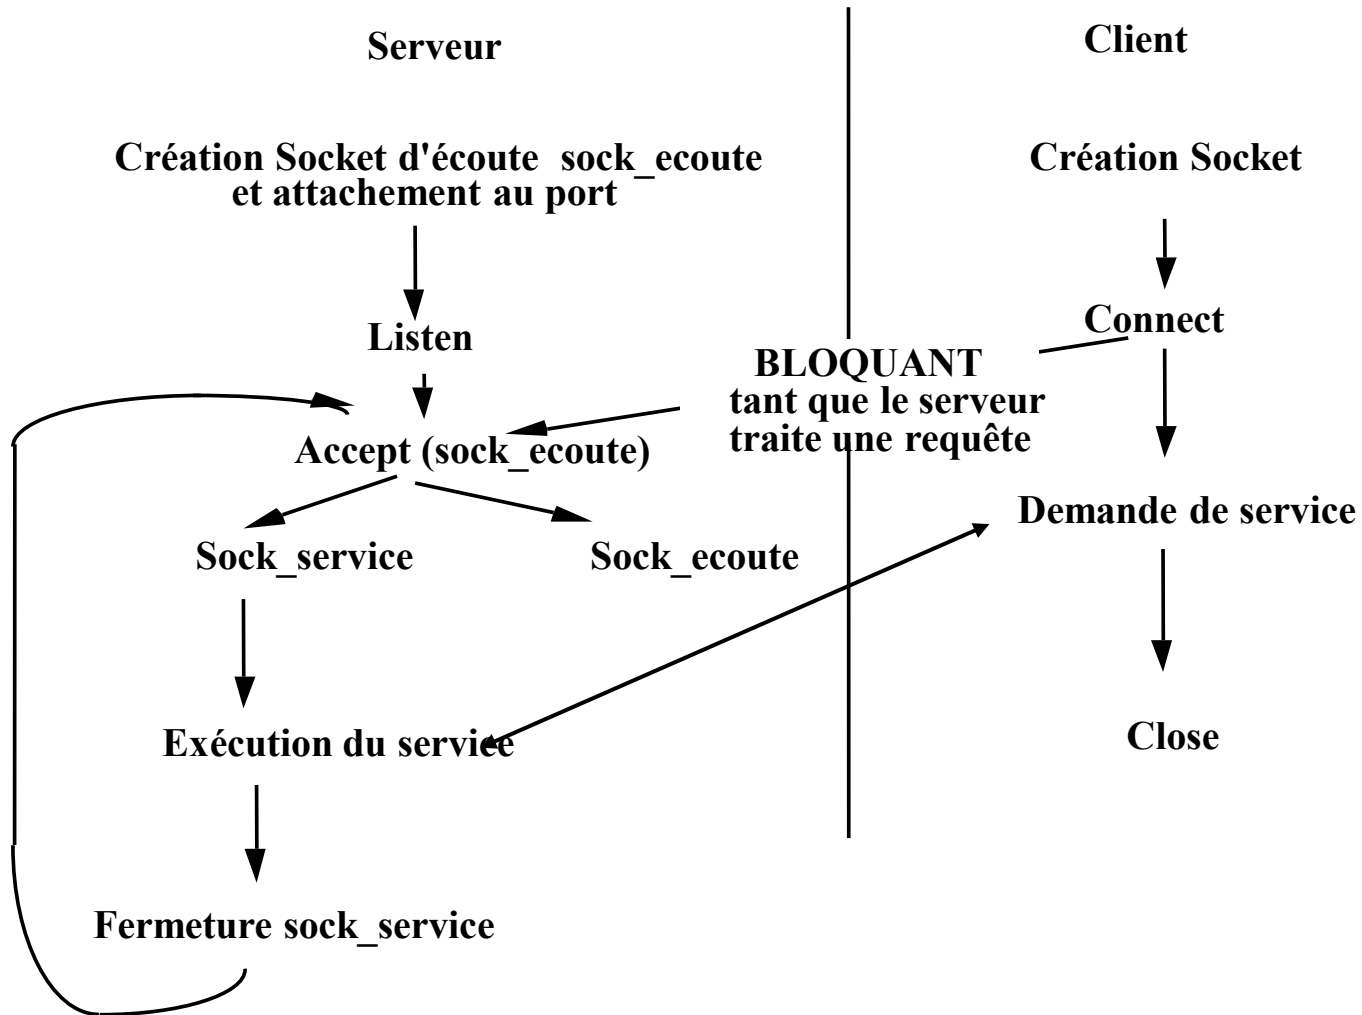 Serveur
Création Socket d'écoute  sock_ecoute
et attachement au port
Listen
Accept (sock_ecoute)
Sock_service
Sock_ecoute
Exécution du service
Fermeture sock_service
BLOQUANT
tant que le serveur
traite une requête
Client
Création Socket
Connect
Demande de service
Close